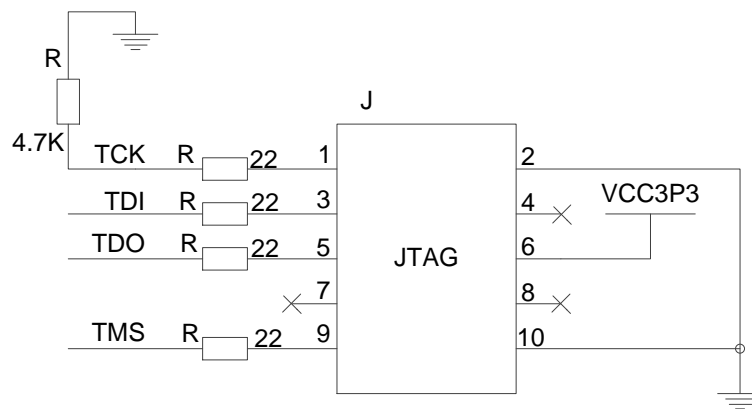 R
4.7K
J
TCK R 22 1 2
VCC3P3
TDI R 22 3 4
TDO R 22 5 JTAG 6
7 8
TMS R 22 9 10